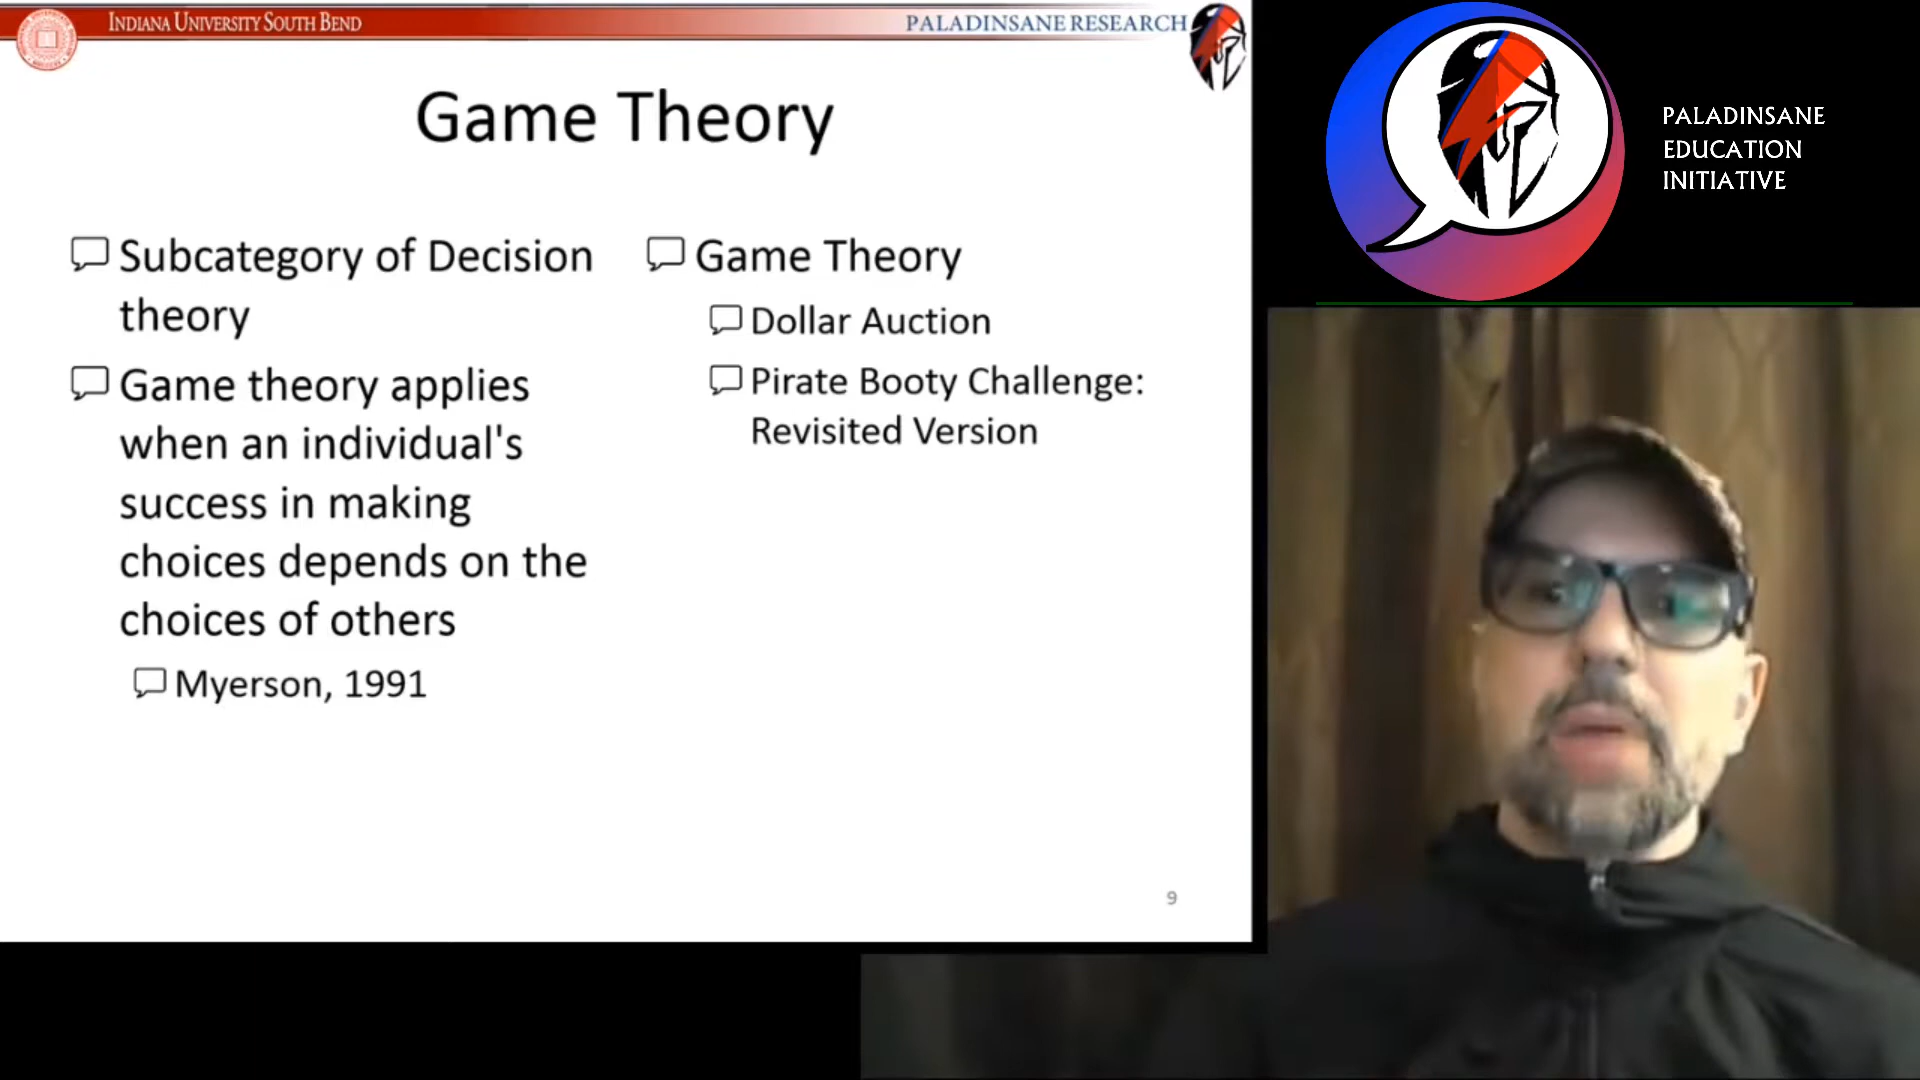 INDIANA UNIVERSITY SOUTH BEND
PALADINSANE RESEARCH
Game Theory
Subcategory of Decision
theory
Game theory applies
when an individual's
success in making
choices depends on the
choices of others
Myerson, 1991
Game Theory
Dollar Auction
Pirate Booty Challenge:
Revisited Version
9
PALADINSANE
EDUCATION
INITIATIVE